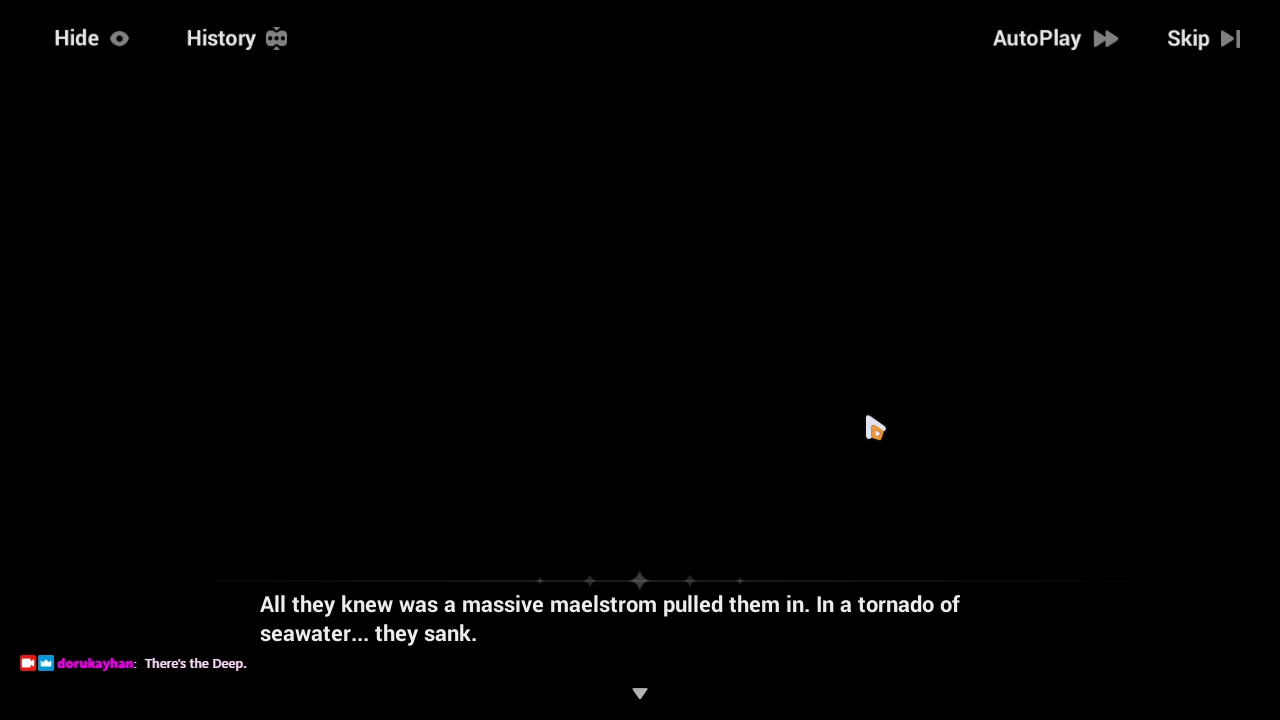 Hide
History
AutoPlay
Skip
All they knew was a massive maelstrom pulled them in. In a tornado of
seawater... they sank.
dorukayhan: There's the Deep.